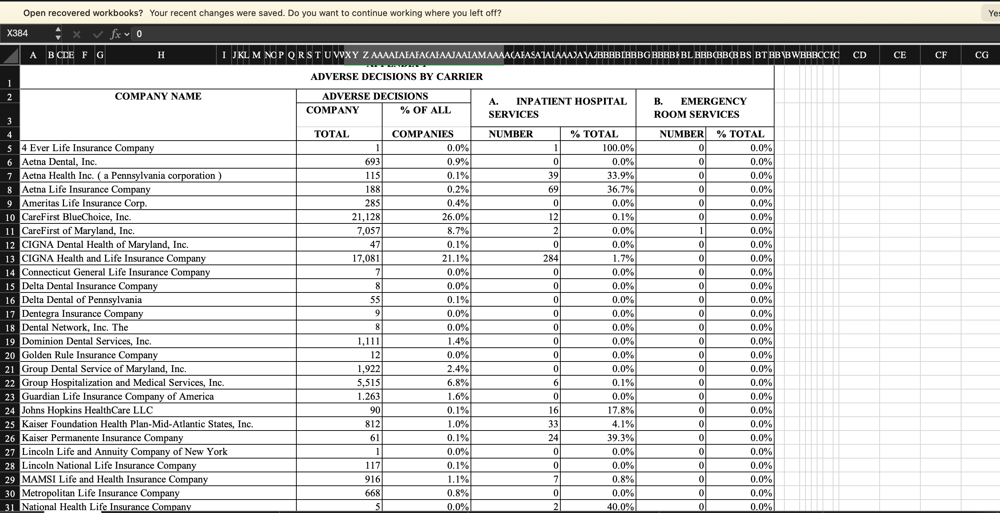 Open recovered workbooks? Your recent changes were saved. Do you want to continue working where you left off?
X384 fx 0
A B C D E F G H I J K L M N O P Q R S T U V W X Y Z CD CE CF CG
1 ADVERSE DECISIONS BY CARRIER
2 COMPANY NAME ADVERSE DECISIONS A. INPATIENT HOSPITAL SERVICES B. EMERGENCY ROOM SERVICES
3 COMPANY % OF ALL
4 TOTAL COMPANIES NUMBER % TOTAL NUMBER % TOTAL
5 4 Ever Life Insurance Company 1 0.0% 1 100.0% 0 0.0%
6 Aetna Dental, Inc. 693 0.9% 0 0.0% 0 0.0%
7 Aetna Health Inc. ( a Pennsylvania corporation ) 115 0.1% 39 33.9% 0 0.0%
8 Aetna Life Insurance Company 188 0.2% 69 36.7% 0 0.0%
9 Ameritas Life Insurance Corp. 285 0.4% 0 0.0% 0 0.0%
10 CareFirst BlueChoice, Inc. 21,128 26.0% 12 0.1% 0 0.0%
11 CareFirst of Maryland, Inc. 7,057 8.7% 2 0.0% 1 0.0%
12 CIGNA Dental Health of Maryland, Inc. 47 0.1% 0 0.0% 0 0.0%
13 CIGNA Health and Life Insurance Company 17,081 21.1% 284 1.7% 0 0.0%
14 Connecticut General Life Insurance Company 7 0.0% 0 0.0% 0 0.0%
15 Delta Dental Insurance Company 8 0.0% 0 0.0% 0 0.0%
16 Delta Dental of Pennsylvania 55 0.1% 0 0.0% 0 0.0%
17 Dentegra Insurance Company 9 0.0% 0 0.0% 0 0.0%
18 Dental Network, Inc. The 8 0.0% 0 0.0% 0 0.0%
19 Dominion Dental Services, Inc. 1,111 1.4% 0 0.0% 0 0.0%
20 Golden Rule Insurance Company 12 0.0% 0 0.0% 0 0.0%
21 Group Dental Service of Maryland, Inc. 1,922 2.4% 0 0.0% 0 0.0%
22 Group Hospitalization and Medical Services, Inc. 5,515 6.8% 6 0.1% 0 0.0%
23 Guardian Life Insurance Company of America 1.263 1.6% 0 0.0% 0 0.0%
24 Johns Hopkins HealthCare LLC 90 0.1% 16 17.8% 0 0.0%
25 Kaiser Foundation Health Plan-Mid-Atlantic States, Inc. 812 1.0% 33 4.1% 0 0.0%
26 Kaiser Permanente Insurance Company 61 0.1% 24 39.3% 0 0.0%
27 Lincoln Life and Annuity Company of New York 1 0.0% 0 0.0% 0 0.0%
28 Lincoln National Life Insurance Company 117 0.1% 0 0.0% 0 0.0%
29 MAMSI Life and Health Insurance Company 916 1.1% 7 0.8% 0 0.0%
30 Metropolitan Life Insurance Company 668 0.8% 0 0.0% 0 0.0%
31 National Health Life Insurance Company 5 0.0% 2 40.0% 0 0.0%